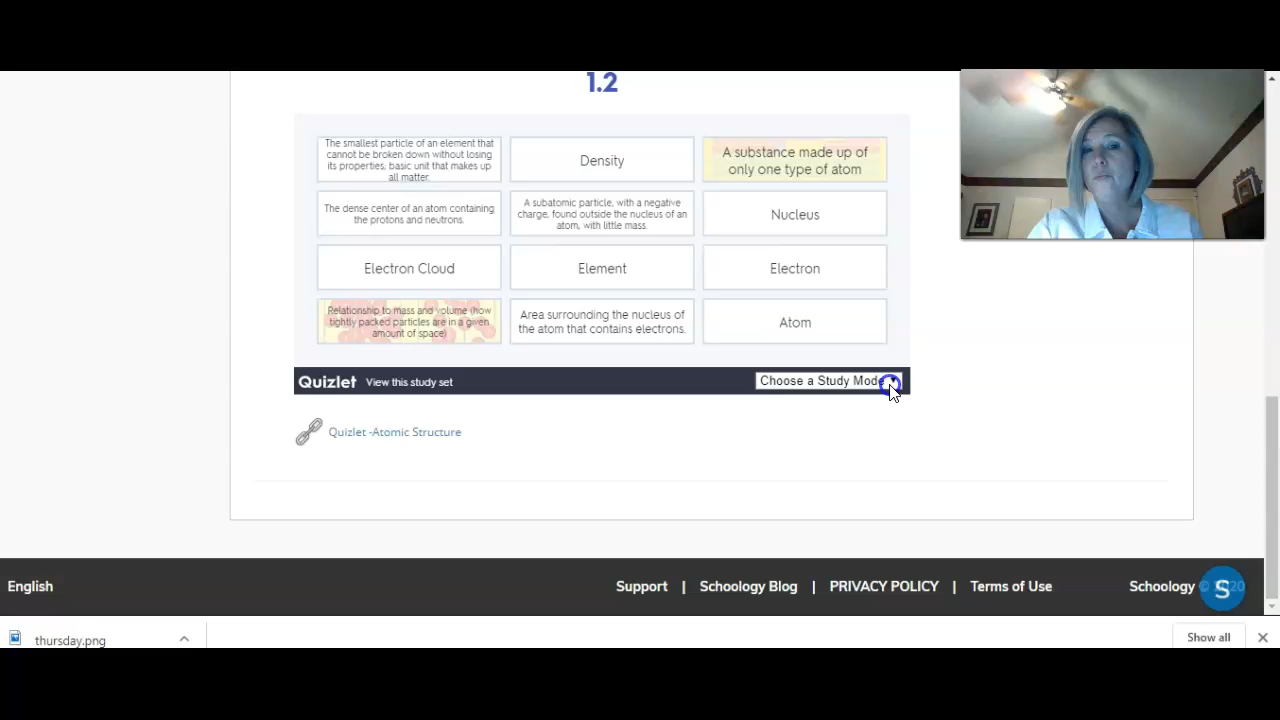 1.2
The smallest particle of an element that
cannot be broken down without losing
its properties; basic unit that makes up
all matter.
Density
A substance made up of
only one type of atom
The dense center of an atom containing
the protons and neutrons.
A subatomic particle, with a negative
charge, found outside the nucleus of an
atom, with little mass.
Nucleus
Electron Cloud
Element
Electron
Relationship to mass and volume (how
tightly packed particles are in a given
amount of space)
Area surrounding the nucleus of
the atom that contains electrons.
Atom
Quizlet View this study set
Choose a Study Mode
Quizlet -Atomic Structure
English
Support | Schoology Blog | PRIVACY POLICY | Terms of Use
Schoology © 2020
S
thursday.png
Show all